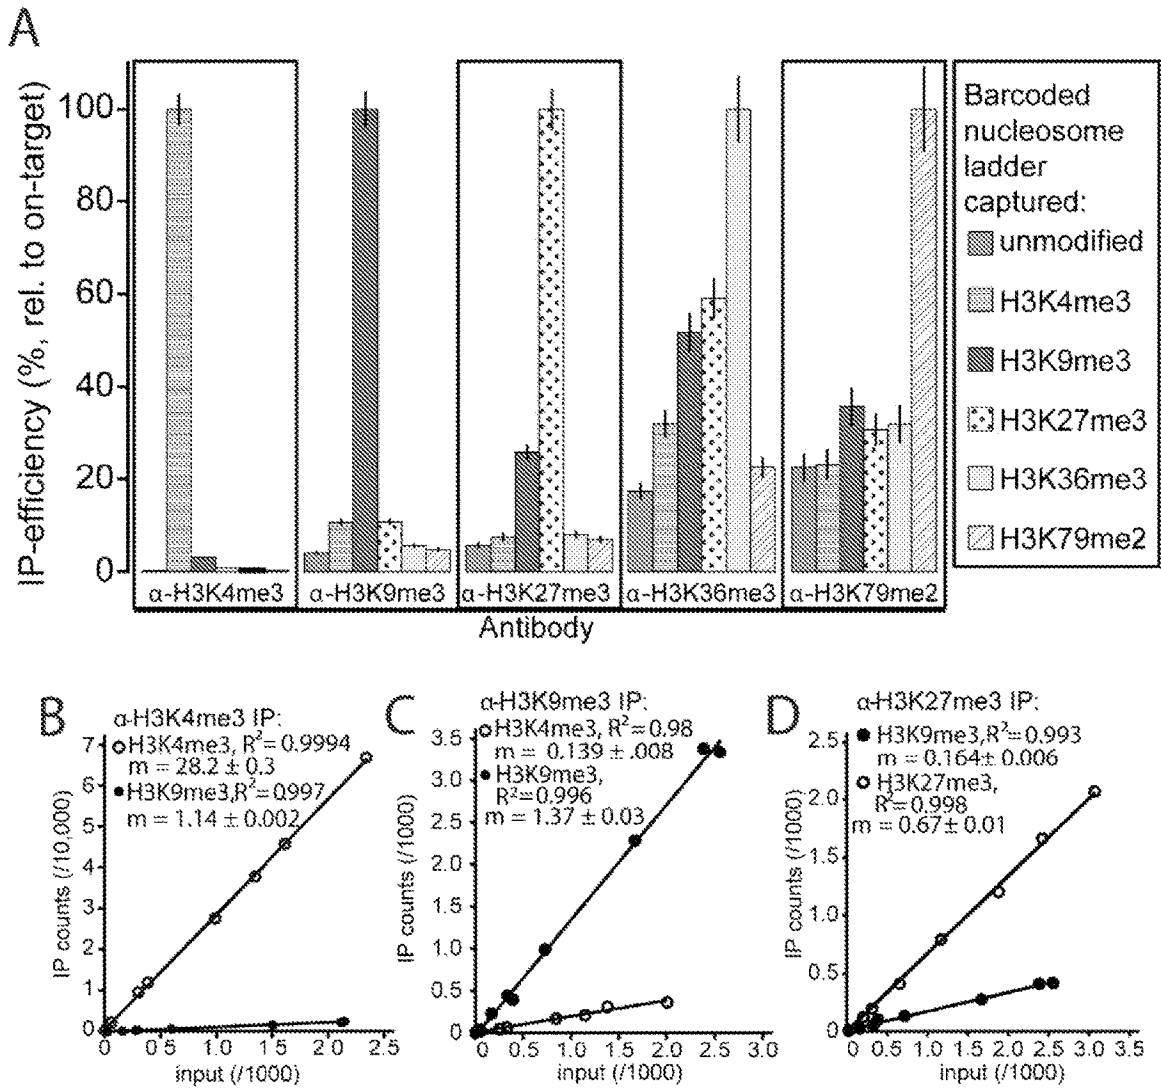 A
IP-efficiency (%, rel. to on-target)
100
80
60
40
20
0
α-H3K4me3
α-H3K9me3
α-H3K27me3
α-H3K36me3
α-H3K79me2
Antibody
Barcoded
nucleosome
ladder
captured:
unmodified
H3K4me3
H3K9me3
H3K27me3
H3K36me3
H3K79me2
B
α-H3K4me3 IP:
H3K4me3, R²=0.9994
m = 28.2 ± 0.3
H3K9me3,R²=0.997
m = 1.14 ± 0.002
IP counts (/10,000)
7
6
5
4
3
2
1
0
0 0.5 1.0 1.5 2.0 2.5
input (/1000)
C
α-H3K9me3 IP:
H3K4me3, R²=0.98
m = 0.139 ± .008
H3K9me3,
R²=0.996
m = 1.37 ± 0.03
IP counts (/1000)
3.5
3.0
2.5
2.0
1.5
1.0
0.5
0
0 0.5 1.0 1.5 2.0 2.5 3.0
input (/1000)
D
α-H3K27me3 IP:
H3K9me3,R²=0.993
m = 0.164± 0.006
H3K27me3,
R²=0.998
m = 0.67± 0.01
IP counts (/1000)
2.5
2.0
1.5
1.0
0.5
0
0 0.5 1.0 1.5 2.0 2.5 3.0 3.5
input (/1000)